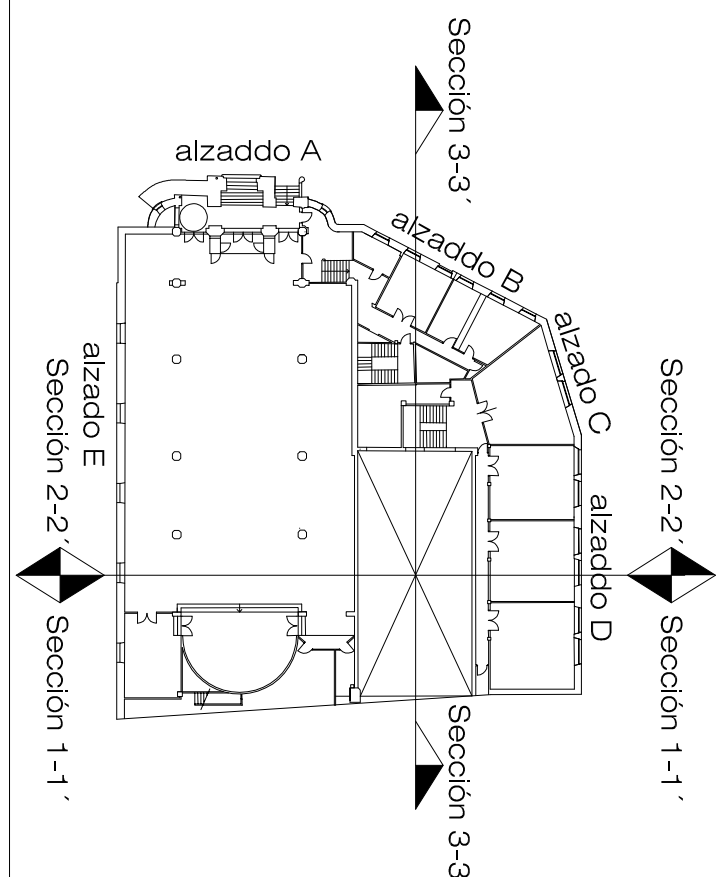 Sección 3-3´
alzaddo A
alzaddo B
alzado C
alzado E
Sección 2-2´
Sección 2-2´
alzaddo D
Sección 1-1´
Sección 1-1´
Sección 3-3